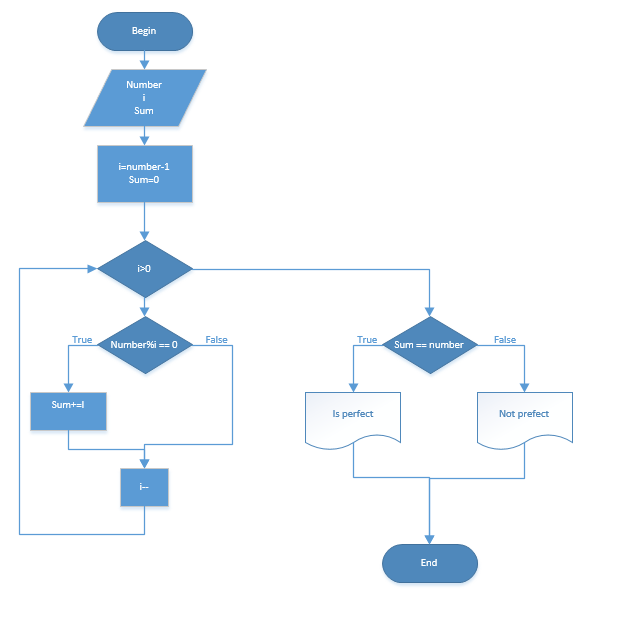 Begin
Number
i
Sum
i=number-1
Sum=0
i>0
True
Number%i == 0
False
Sum+=I
i--
True
Sum == number
False
Is perfect
Not prefect
End